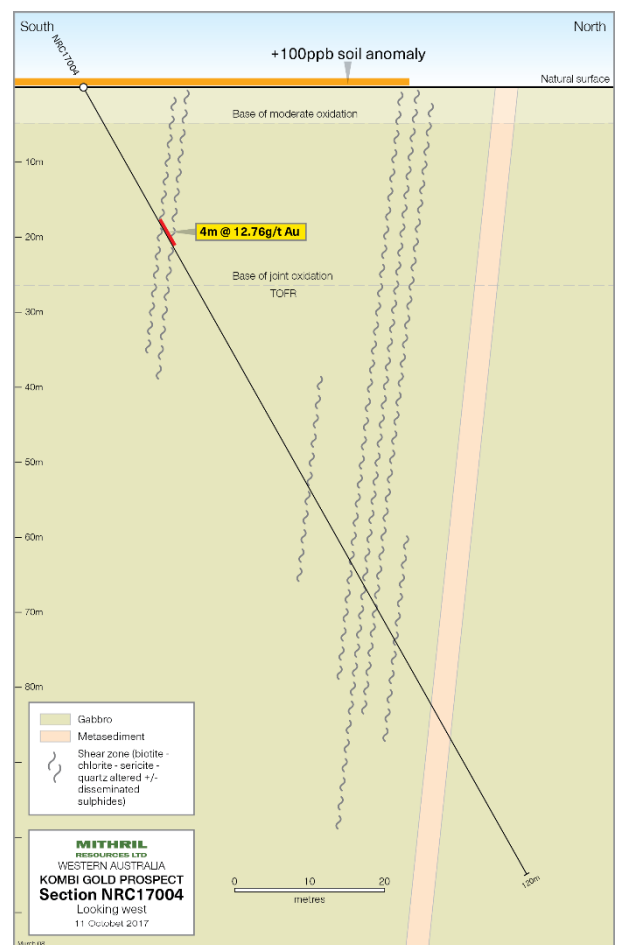 South
North
NRC17004
+100ppb soil anomaly
Natural surface
Base of moderate oxidation
10m
4m @ 12.76g/t Au
20m
Base of joint oxidation
TOFR
30m
40m
50m
60m
70m
80m
Gabbro
Metasediment
Shear zone (biotite -
chlorite - sericite -
quartz altered +/-
disseminated
sulphides)
MITHRIL
RESOURCES LTD
WESTERN AUSTRALIA
KOMBI GOLD PROSPECT
Section NRC17004
Looking west
11 Octobet 2017
0 10 20
metres
120m